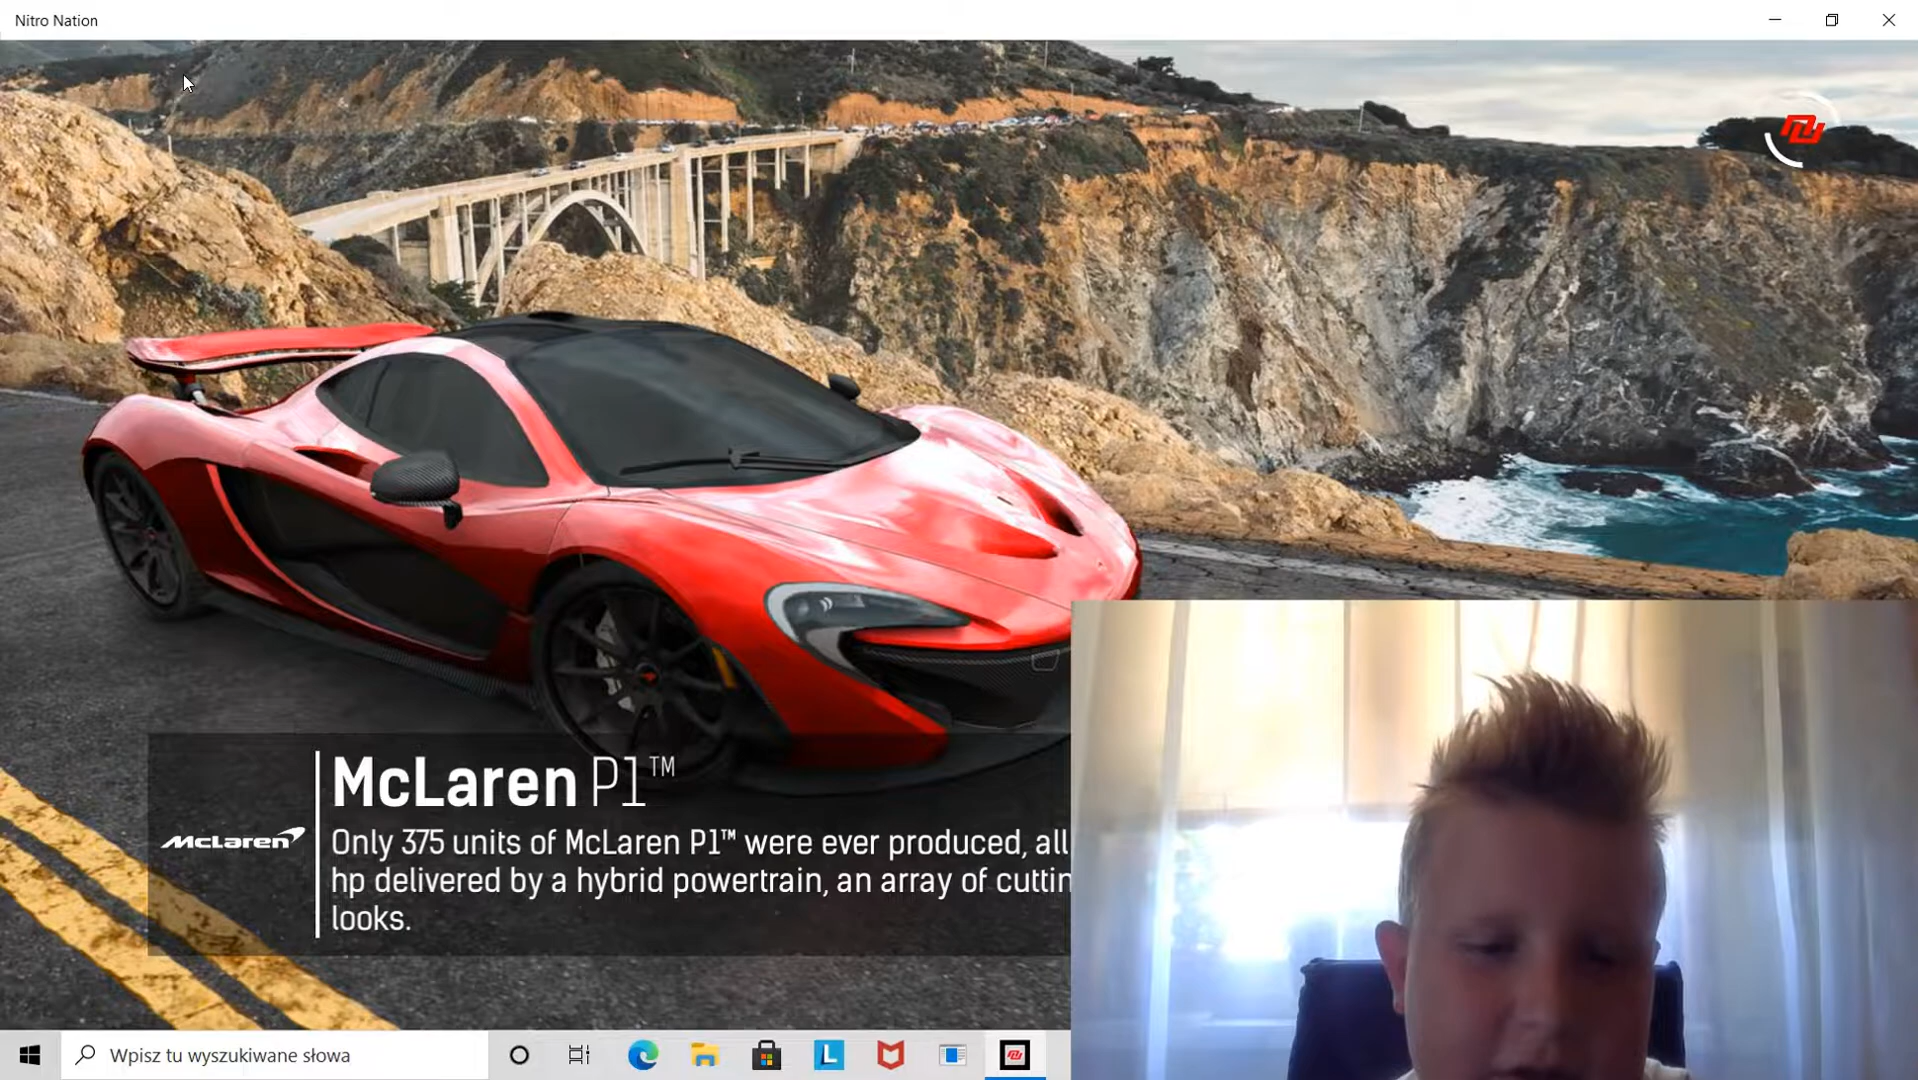 Nitro Nation
McLaren P1™
McLaren
Only 375 units of McLaren P1™ were ever produced, all
hp delivered by a hybrid powertrain, an array of
looks.
Wpisz tu wyszukiwane słowa
L